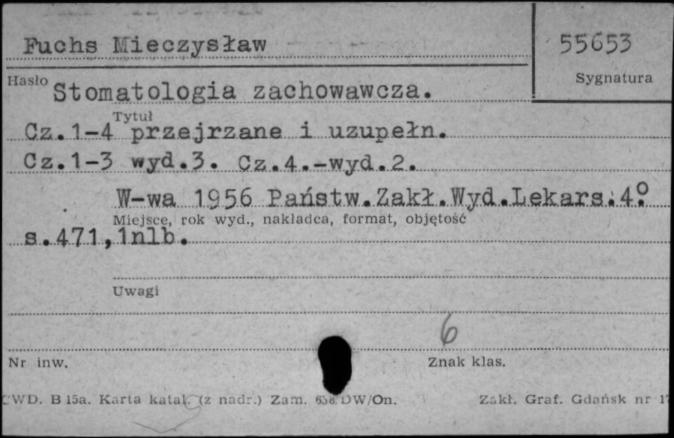 Fuchs Mieczysław
55653
Hasło
Sygnatura
Stomatologia zachowawcza.
Tytuł
Cz.1-4 przejrzane i uzupełn.
Cz.1-3 wyd.3. Cz.4.-wyd.2.
W-wa 1956 Państw.Zakł.Wyd.Lekars.4°.
Miejsce, rok wyd., nakładca, format, objętość
s.471,1nlb.
Uwagi
6
Nr inw.
Znak klas.
CWD. B 15a. Karta katal. (z nadr.) Zam. DW/On. Zakł. Graf. Gdańsk nr